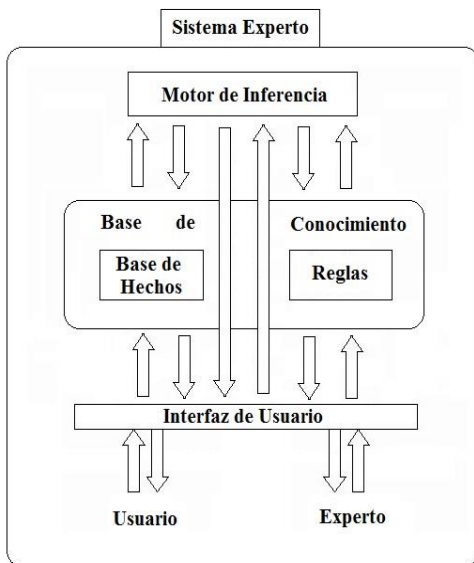 Sistema Experto
Motor de Inferencia
Base de Conocimiento
Base de
Hechos
Reglas
Interfaz de Usuario
Usuario Experto